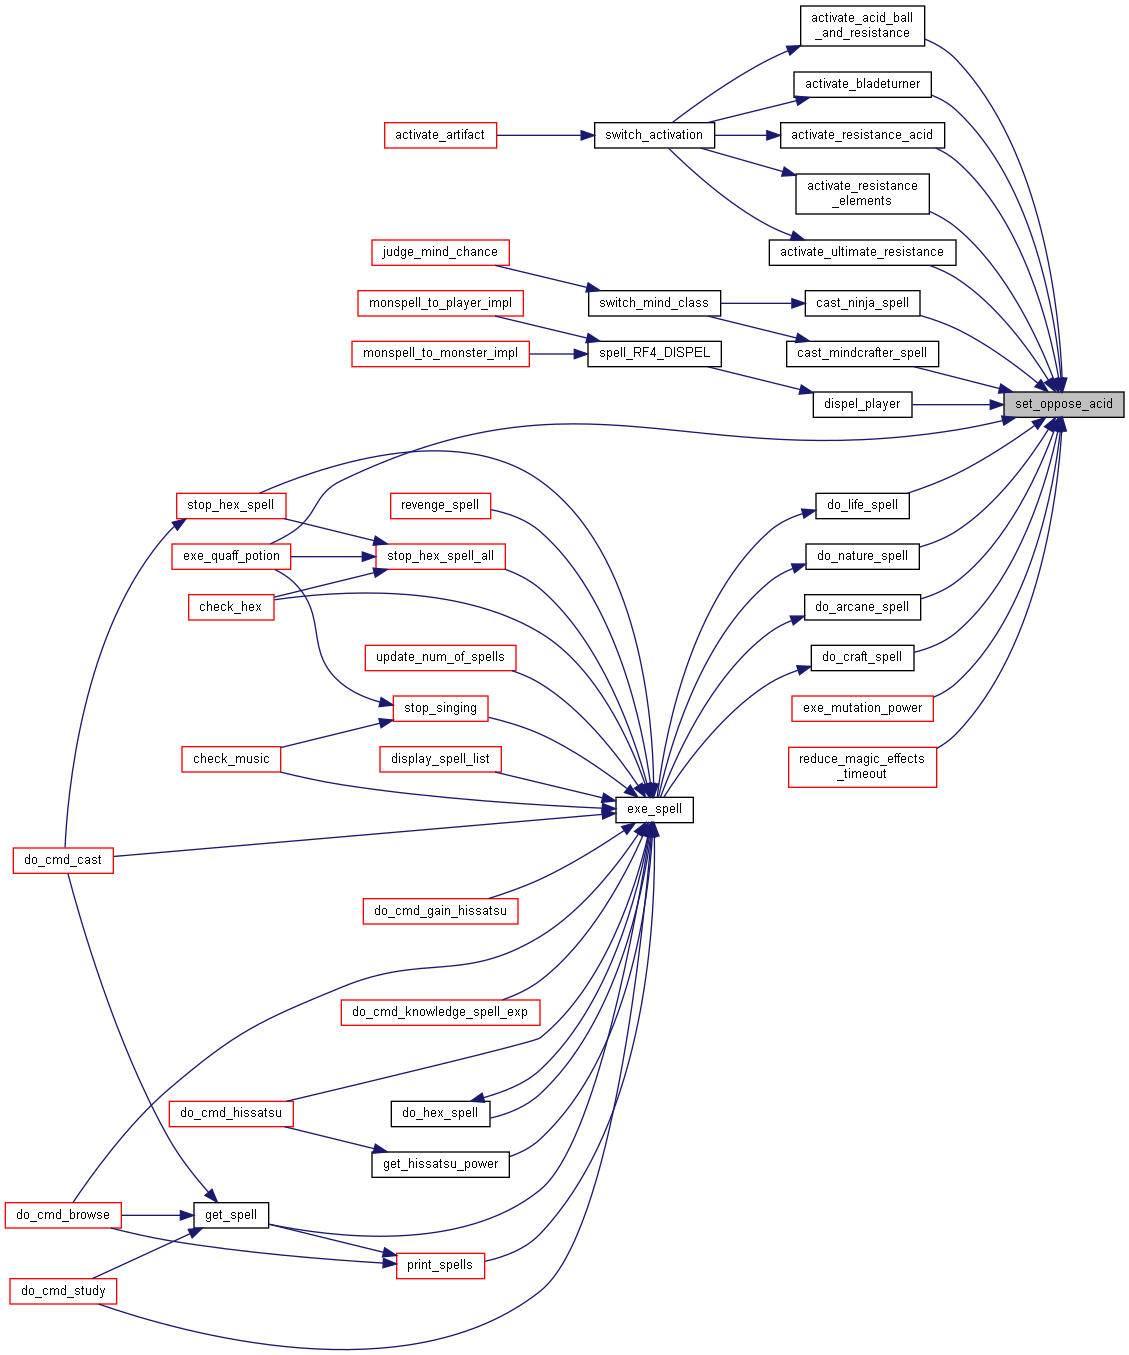 activate_acid_ball
_and_resistance
activate_bladeturner
activate_artifact
switch_activation
activate_resistance_acid
activate_resistance
_elements
judge_mind_chance
activate_ultimate_resistance
monspell_to_player_impl
switch_mind_class
cast_ninja_spell
monspell_to_monster_impl
spell_RF4_DISPEL
cast_mindcrafter_spell
dispel_player
set_oppose_acid
stop_hex_spell
revenge_spell
do_life_spell
exe_quaff_potion
stop_hex_spell_all
do_nature_spell
check_hex
do_arcane_spell
update_num_of_spells
do_craft_spell
stop_singing
exe_mutation_power
check_music
display_spell_list
reduce_magic_effects
_timeout
exe_spell
do_cmd_cast
do_cmd_gain_hissatsu
do_cmd_knowledge_spell_exp
do_cmd_hissatsu
do_hex_spell
get_hissatsu_power
do_cmd_browse
get_spell
print_spells
do_cmd_study